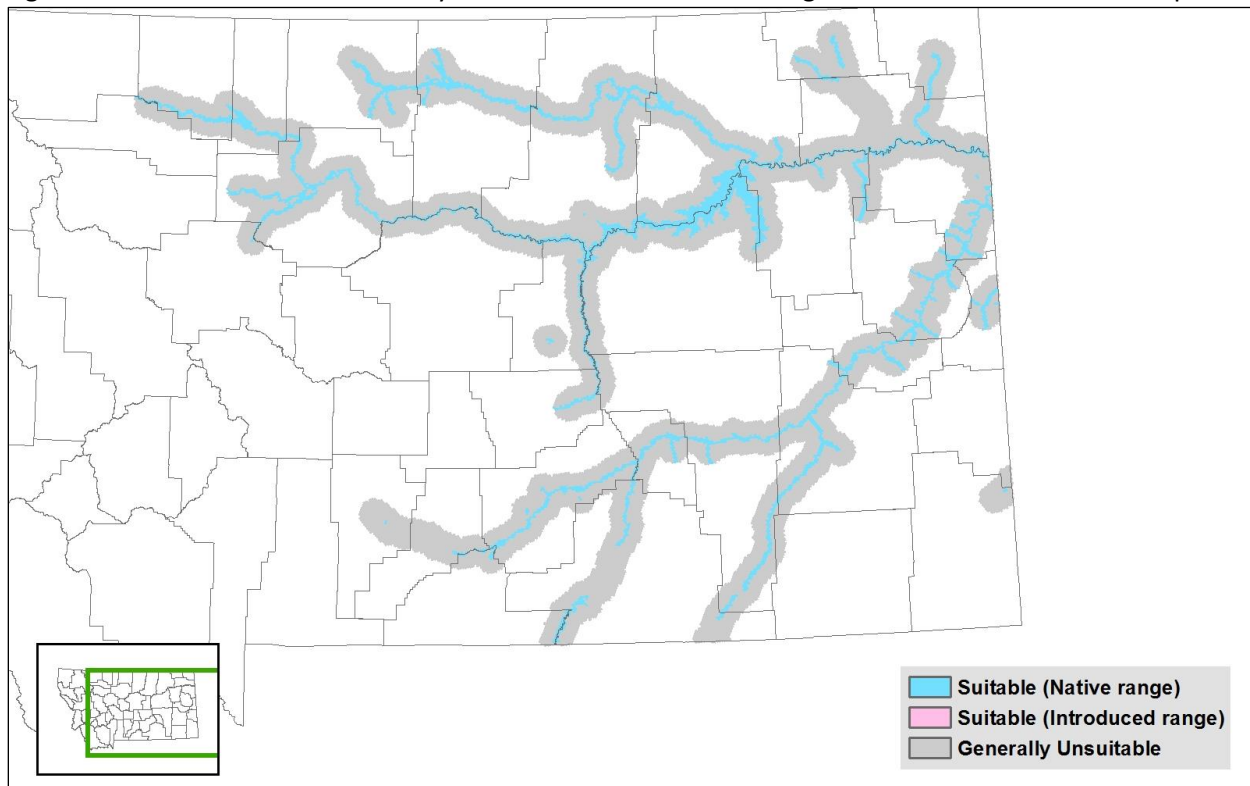 Suitable (Native range)
Suitable (Introduced range)
Generally Unsuitable